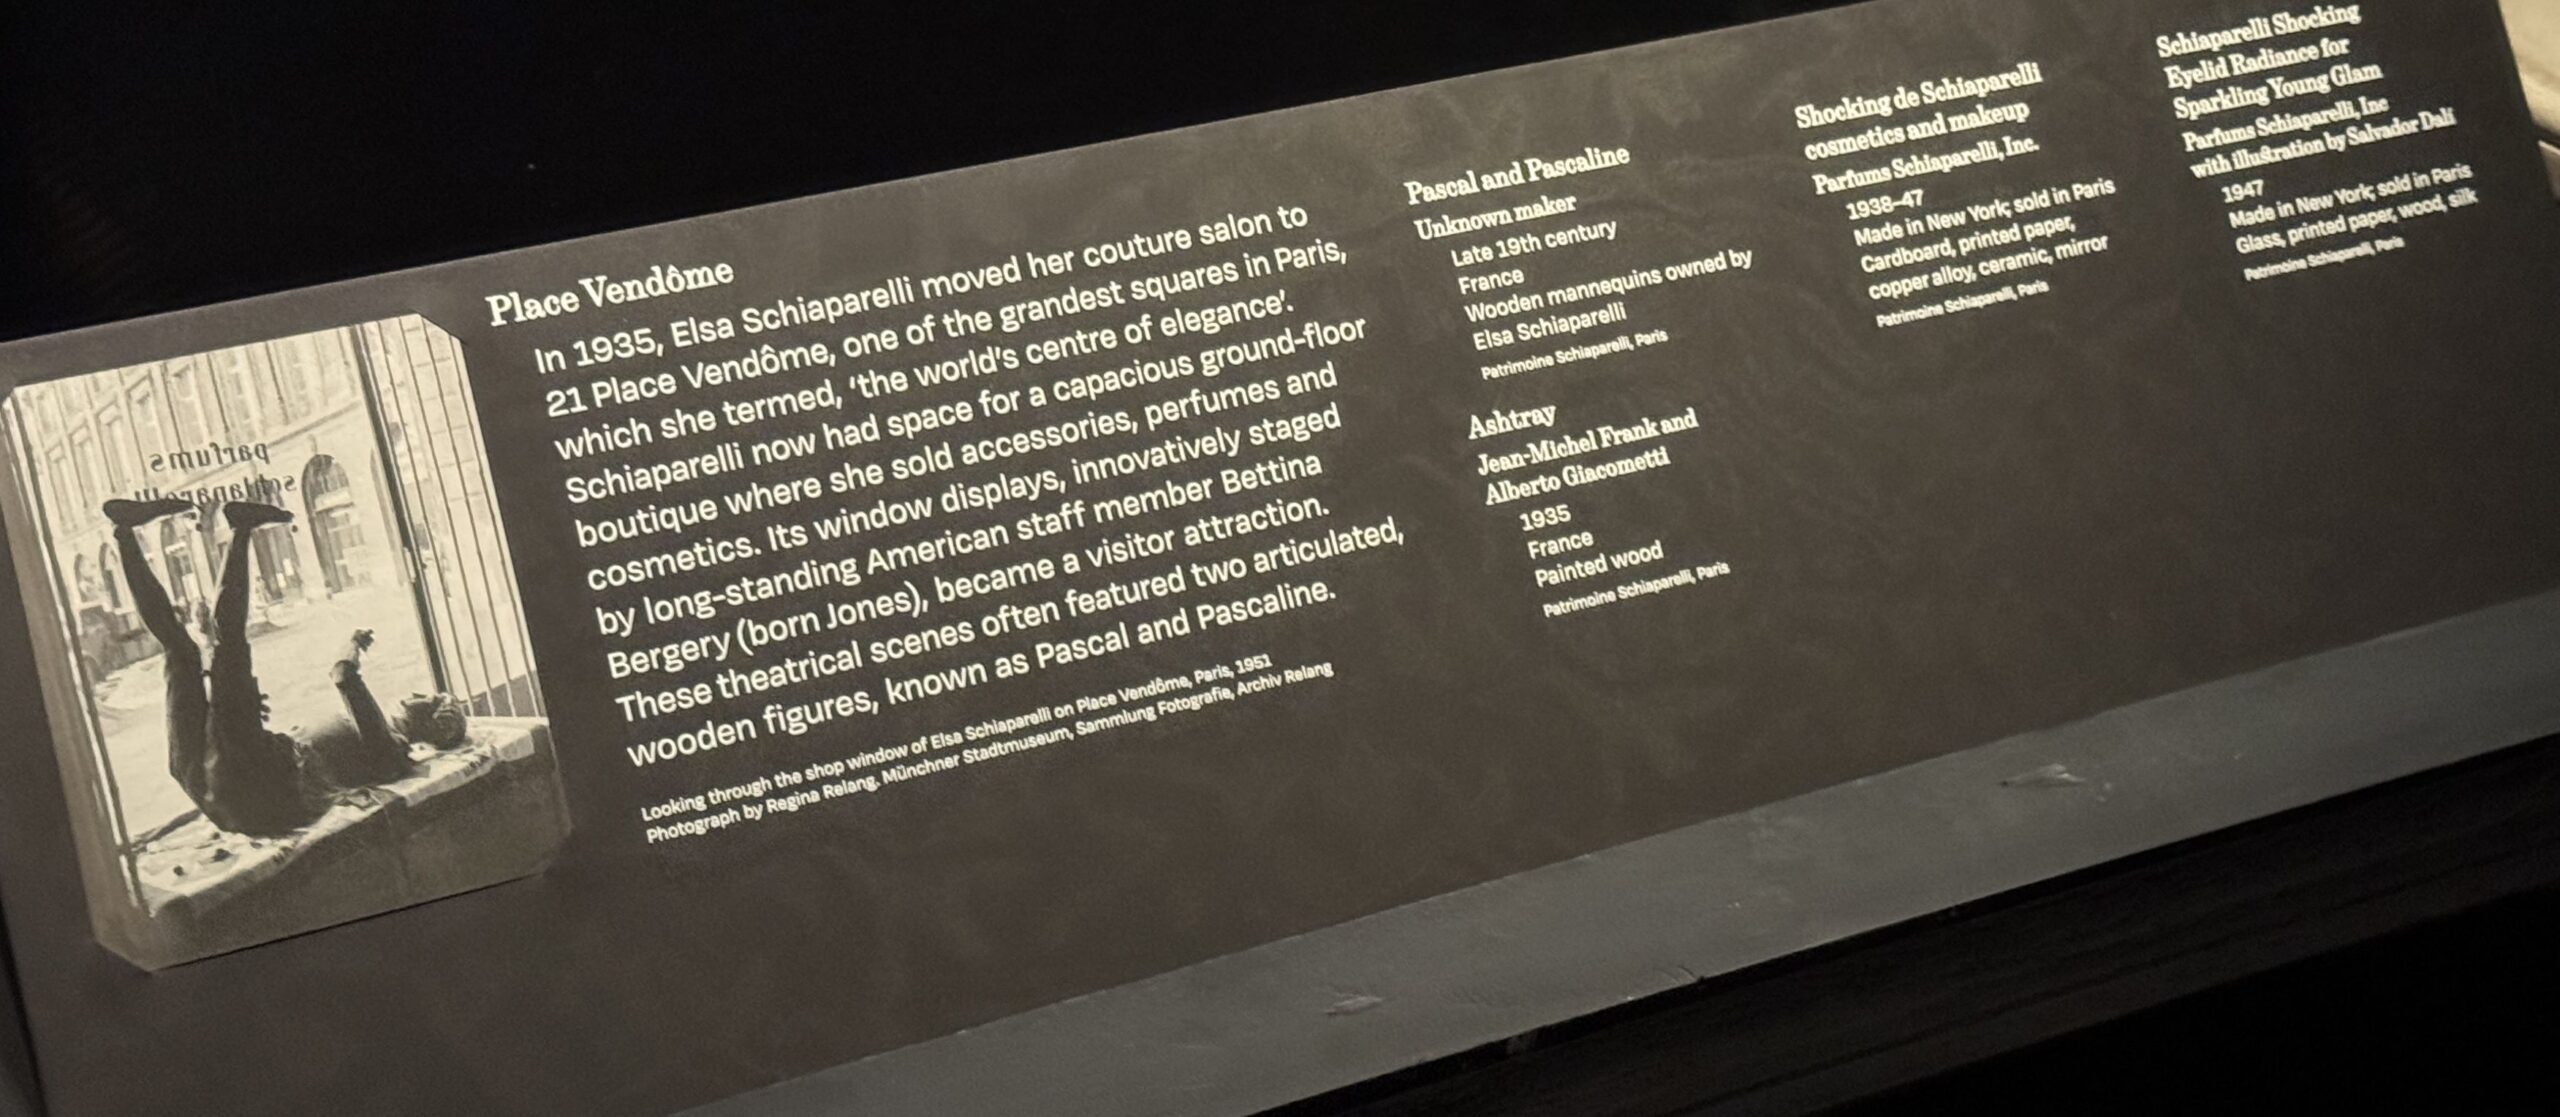 Place Vendôme
In 1935, Elsa Schiaparelli moved her couture salon to
21 Place Vendôme, one of the grandest squares in Paris,
which she termed, 'the world's centre of elegance'.
Schiaparelli now had space for a capacious ground-floor
boutique where she sold accessories, perfumes and
cosmetics. Its window displays, innovatively staged
by long-standing American staff member Bettina
Bergery (born Jones), became a visitor attraction.
These theatrical scenes often featured two articulated,
wooden figures, known as Pascal and Pascaline.
Looking through the shop window of Elsa Schiaparelli on Place Vendôme, Paris, 1951
Photograph by Regina Relang. Münchner Stadtmuseum, Sammlung Fotografie, Archiv Relang
parfums
schiaparelli
Pascal and Pascaline
Unknown maker
Late 19th century
France
Wooden mannequins owned by
Elsa Schiaparelli
Patrimoine Schiaparelli, Paris
Ashtray
Jean-Michel Frank and
Alberto Giacometti
1935
France
Painted wood
Patrimoine Schiaparelli, Paris
Shocking de Schiaparelli
cosmetics and makeup
Parfums Schiaparelli, Inc.
1938–47
Made in New York; sold in Paris
Cardboard, printed paper,
copper alloy, ceramic, mirror
Patrimoine Schiaparelli, Paris
Schiaparelli Shocking
Eyelid Radiance for
Sparkling Young Glam
Parfums Schiaparelli, Inc
with illustration by Salvador Dalí
1947
Made in New York; sold in Paris
Glass, printed paper, wood, silk
Patrimoine Schiaparelli, Paris